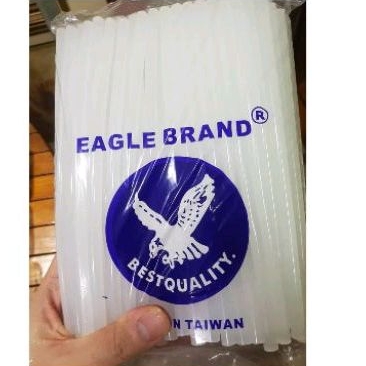 EAGLE BRAND®
BESTQUALITY.
N TAIWAN